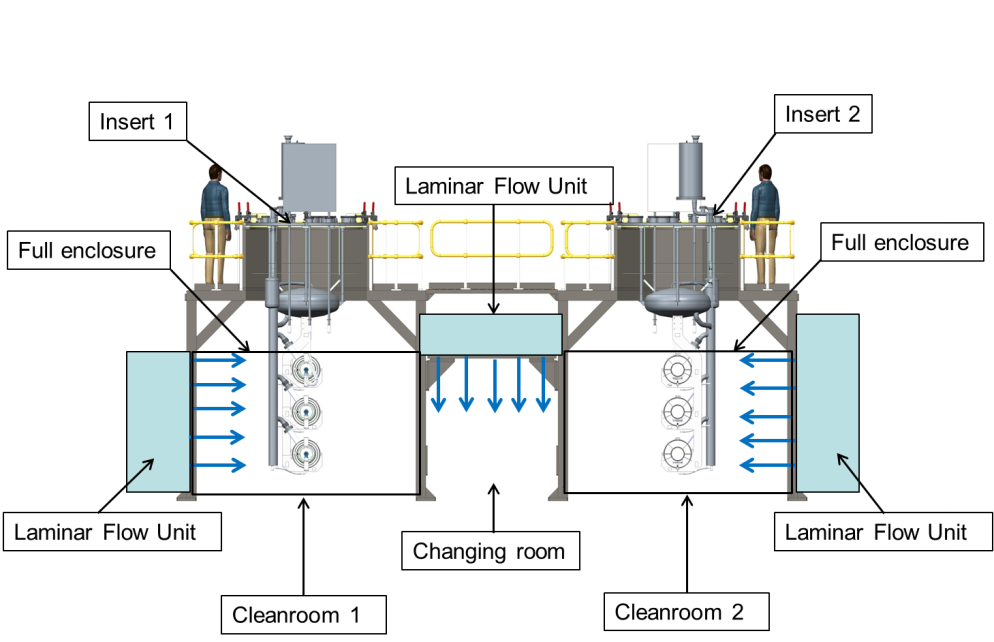 Insert 1
Insert 2
Laminar Flow Unit
Full enclosure
Full enclosure
Laminar Flow Unit
Changing room
Laminar Flow Unit
Cleanroom 1
Cleanroom 2